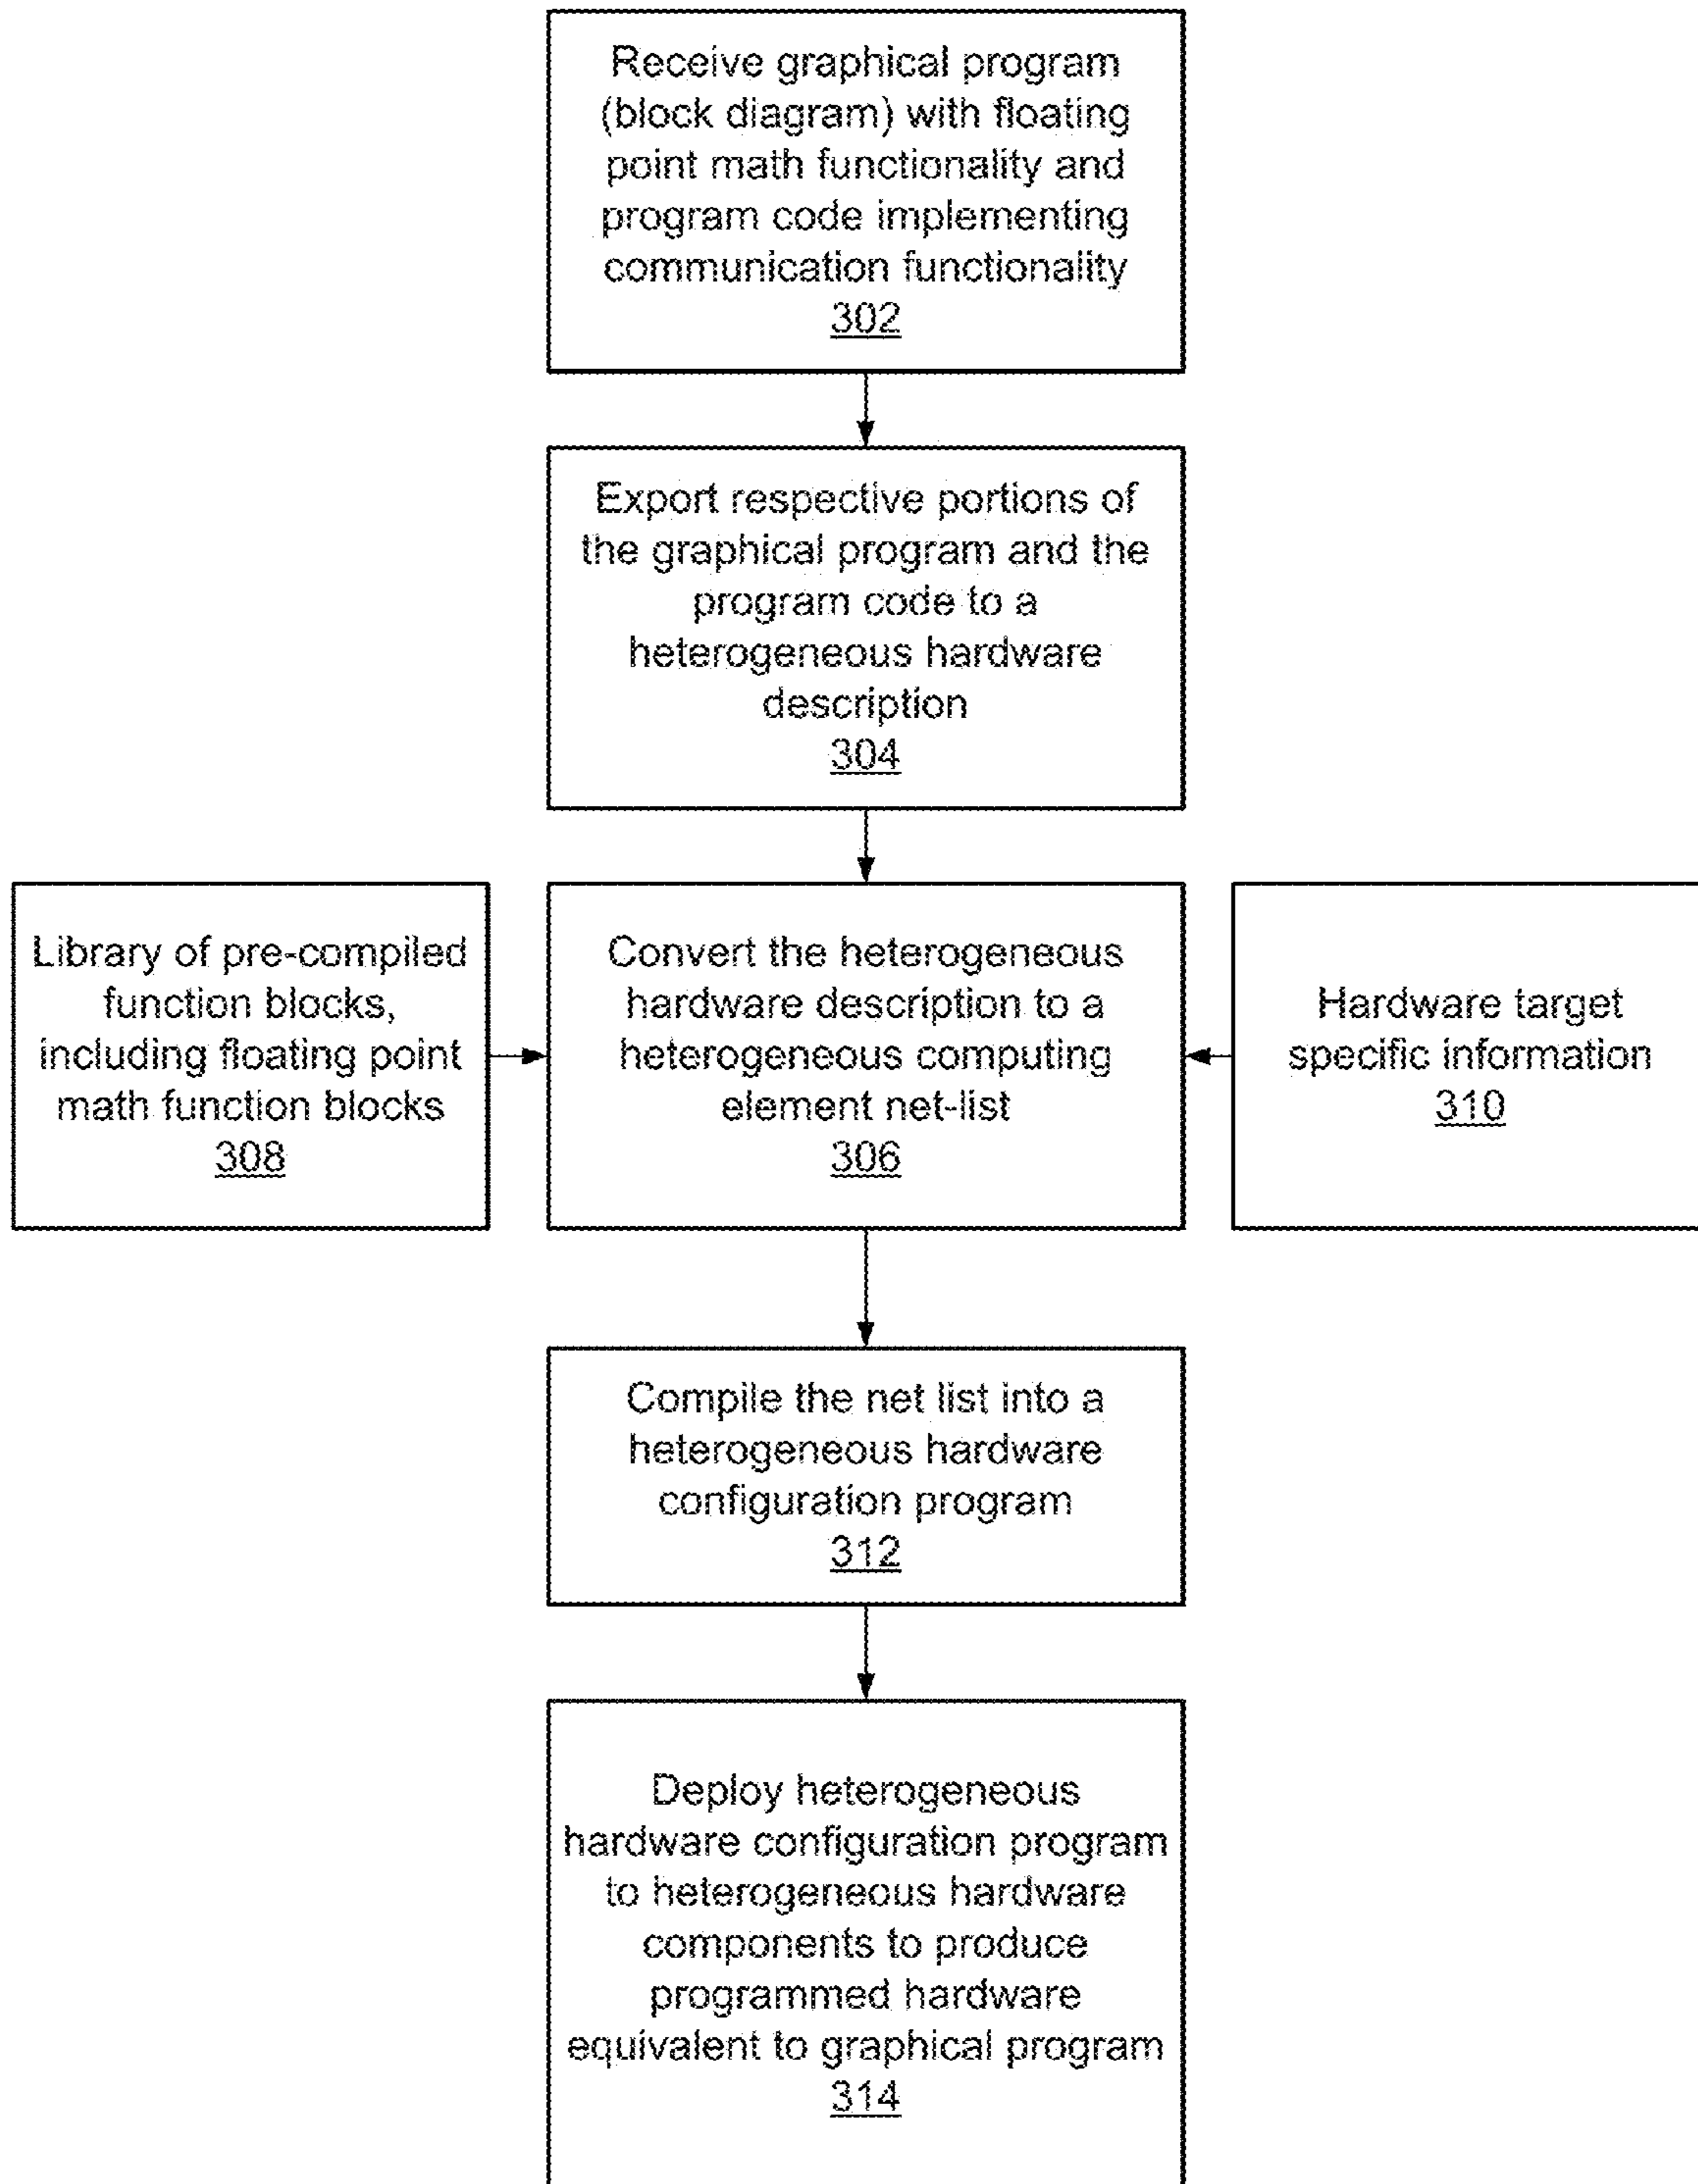 Receive graphical program
(block diagram) with floating
point math functionality and
program code implementing
communication functionality
302
Export respective portions of
the graphical program and the
program code to a
heterogeneous hardware
description
304
Library of pre-compiled
function blocks,
including floating point
math function blocks
308
Convert the heterogeneous
hardware description to a
heterogeneous computing
element net-list
306
Hardware target
specific information
310
Compile the net list into a
heterogeneous hardware
configuration program
312
Deploy heterogeneous
hardware configuration program
to heterogeneous hardware
components to produce
programmed hardware
equivalent to graphical program
314